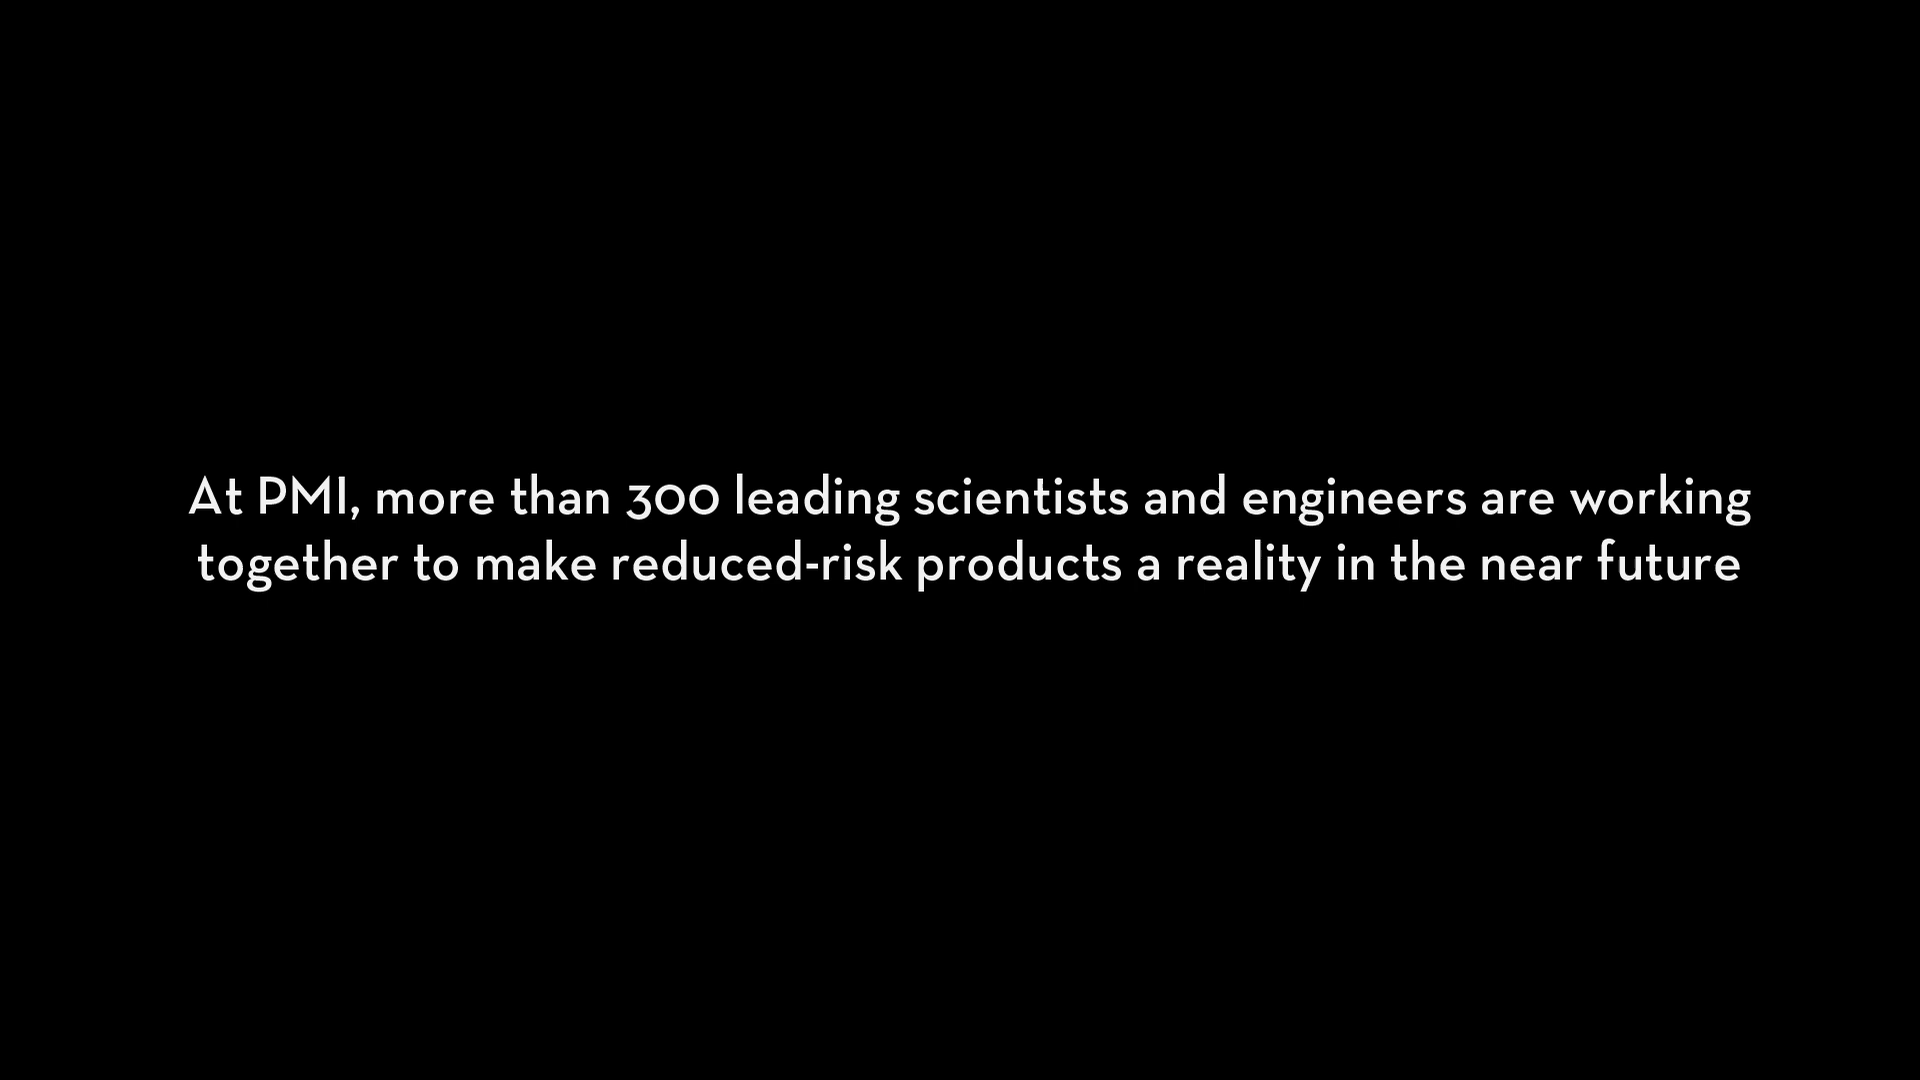 At PMI, more than 300 leading scientists and engineers are working
together to make reduced-risk products a reality in the near future